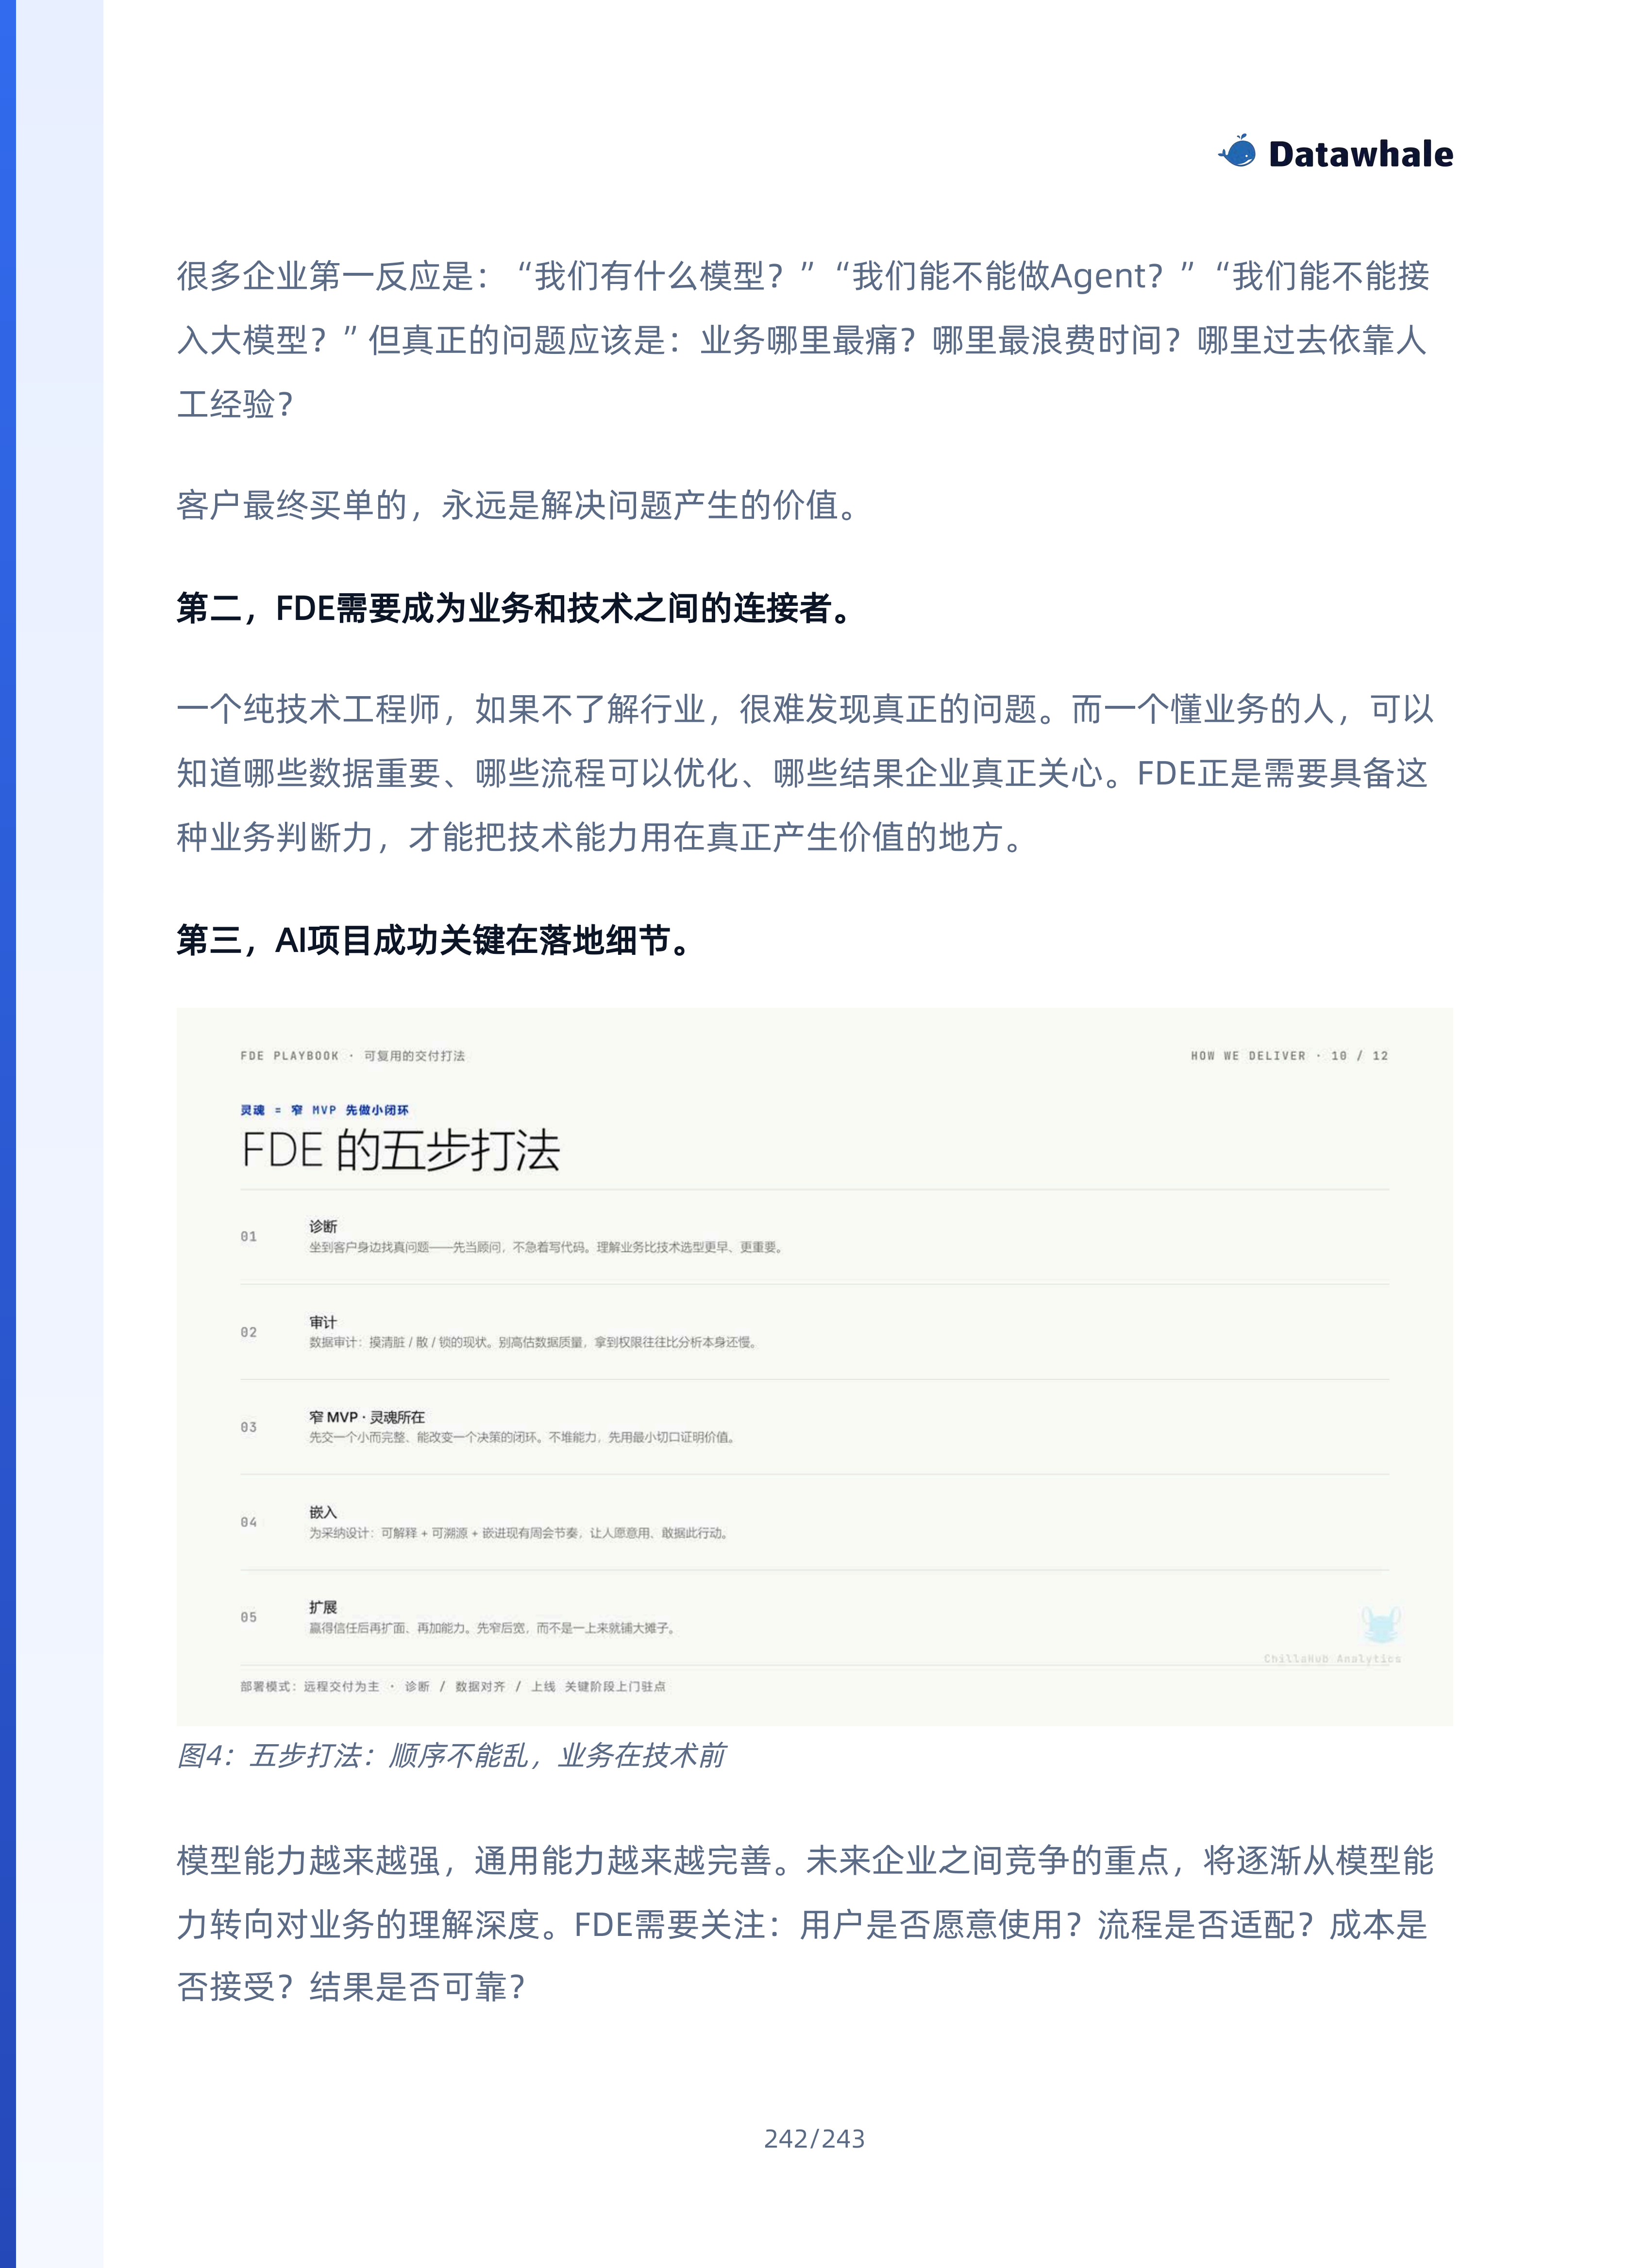 Datawhale
很多企业第一反应是：“我们有什么模型？”“我们能不能做Agent？”“我们能不能接
入大模型？”但真正的问题应该是：业务哪里最痛？哪里最浪费时间？哪里过去依靠人
工经验？
客户最终买单的，永远是解决问题产生的价值。
第二，FDE需要成为业务和技术之间的连接者。
一个纯技术工程师，如果不了解行业，很难发现真正的问题。而一个懂业务的人，可以
知道哪些数据重要、哪些流程可以优化、哪些结果企业真正关心。FDE正是需要具备这
种业务判断力，才能把技术能力用在真正产生价值的地方。
第三，AI项目成功关键在落地细节。
FDE PLAYBOOK · 可复用的交付打法
HOW WE DELIVER · 10 / 12
灵魂 = 窄 MVP 先做小闭环
FDE 的五步打法
01
诊断
坐到客户身边找真问题——先当顾问，不急着写代码。理解业务比技术选型更早、更重要。
02
审计
数据审计：摸清脏 / 散 / 锁的现状。别高估数据质量，拿到权限往往比分析本身还慢。
03
窄 MVP · 灵魂所在
先交一个小而完整、能改变一个决策的闭环。不堆能力，先用最小切口证明价值。
04
嵌入
为采纳设计：可解释 + 可溯源 + 嵌进现有周会节奏，让人愿意用、敢据此行动。
05
扩展
赢得信任后再扩面、再加能力。先窄后宽，而不是一上来就铺大摊子。
ChillaHub Analytics
部署模式：远程交付为主 · 诊断 / 数据对齐 / 上线 关键阶段上门驻点
图4：五步打法：顺序不能乱，业务在技术前
模型能力越来越强，通用能力越来越完善。未来企业之间竞争的重点，将逐渐从模型能
力转向对业务的理解深度。FDE需要关注：用户是否愿意使用？流程是否适配？成本是
否接受？结果是否可靠？
242/243